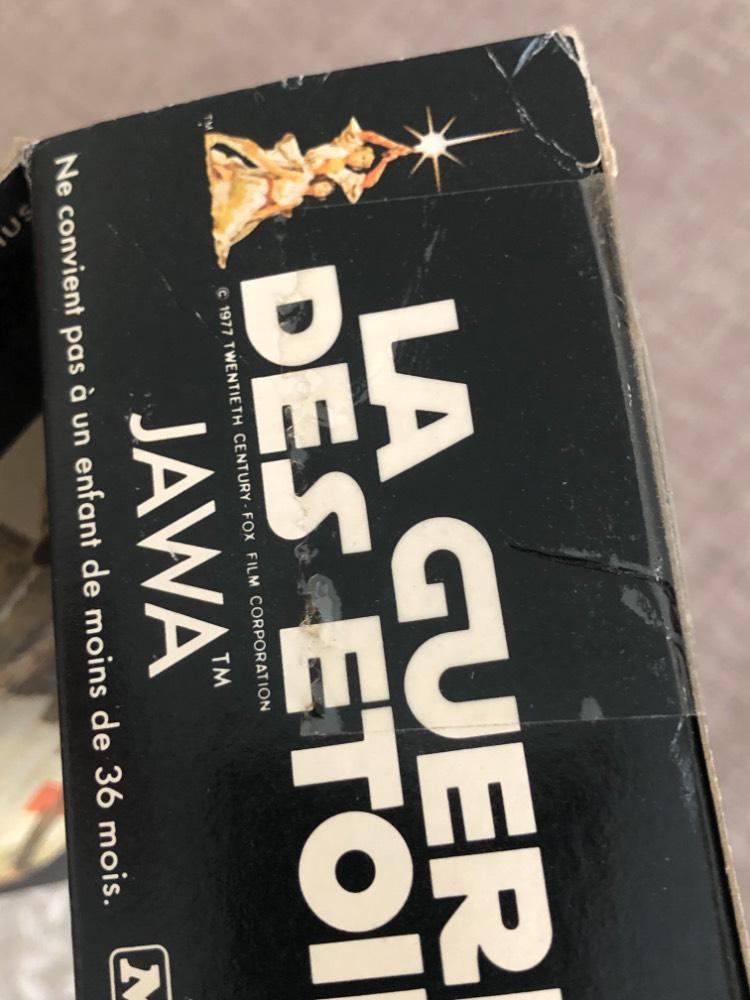 TM
LA GUER
DES ETOI
© 1977 TWENTIETH CENTURY-FOX FILM CORPORATION
JAWA™
Ne convient pas à un enfant de moins de 36 mois.